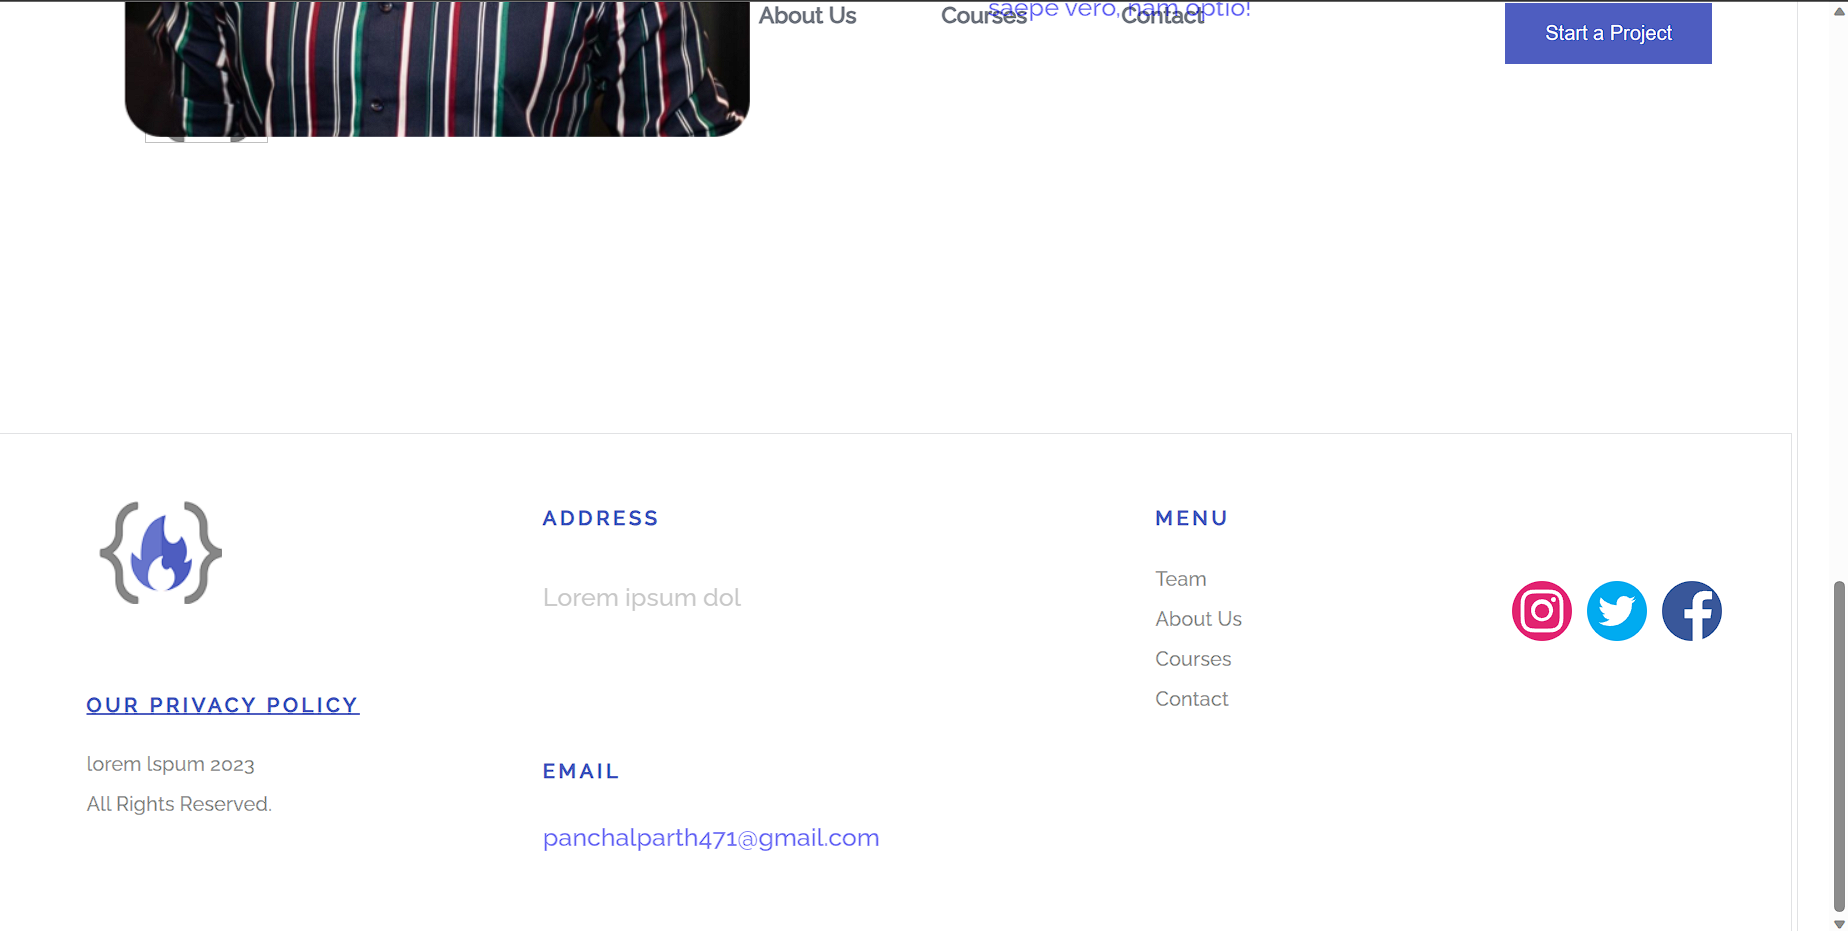 About Us
Courses
Contact
saepe vero, nam optio!
Start a Project
ADDRESS
Lorem ipsum dol
MENU
Team
About Us
Courses
Contact
OUR PRIVACY POLICY
lorem lspum 2023
All Rights Reserved.
EMAIL
panchalparth471@gmail.com